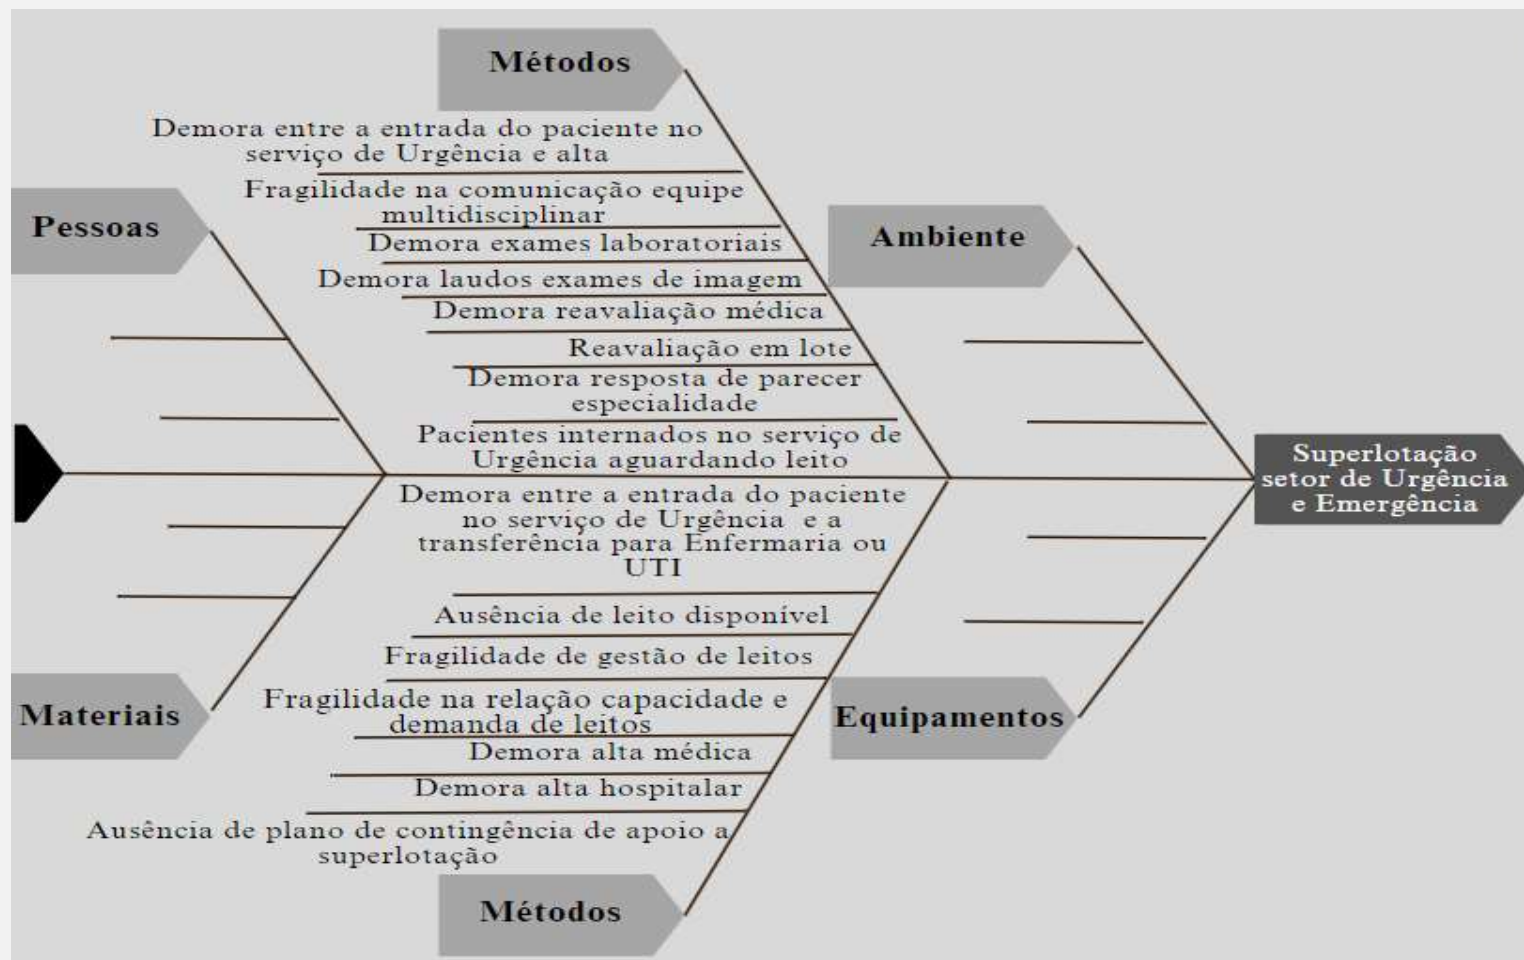 Métodos
Demora entre a entrada do paciente no
serviço de Urgência e alta
Fragilidade na comunicação equipe
multidisciplinar
Demora exames laboratoriais
Demora laudos exames de imagem
Demora reavaliação médica
Reavaliação em lote
Demora resposta de parecer
especialidade
Pacientes internados no serviço de
Urgência aguardando leito
Pessoas
Ambiente
Superlotação
setor de Urgência
e Emergência
Demora entre a entrada do paciente
no serviço de Urgência e a
transferência para Enfermaria ou
UTI
Ausência de leito disponível
Fragilidade de gestão de leitos
Fragilidade na relação capacidade e
demanda de leitos
Demora alta médica
Demora alta hospitalar
Ausência de plano de contingência de apoio a
superlotação
Materiais
Equipamentos
Métodos